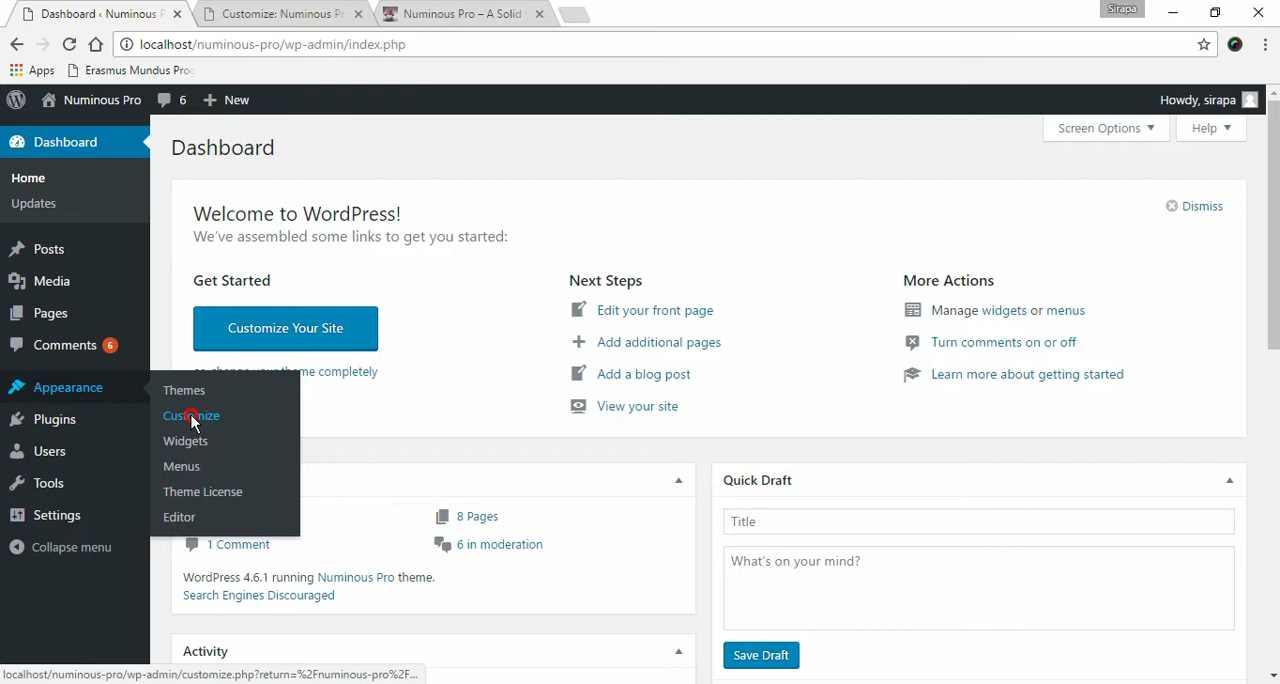 Dashboard ‹ Numinous P
Customize: Numinous Pr
Numinous Pro – A Solid
Sirapa
localhost/numinous-pro/wp-admin/index.php
Apps
Erasmus Mundus Pro
Numinous Pro
6
New
Howdy, sirapa
Dashboard
Home
Updates
Posts
Media
Pages
Comments 6
Appearance
Plugins
Users
Tools
Settings
Collapse menu
Themes
Customize
Widgets
Menus
Theme License
Editor
Dashboard
Screen Options
Help
Welcome to WordPress!
We've assembled some links to get you started:
Dismiss
Get Started
Customize Your Site
or, change your theme completely
Next Steps
Edit your front page
Add additional pages
Add a blog post
View your site
More Actions
Manage widgets or menus
Turn comments on or off
Learn more about getting started
8 Pages
1 Comment
6 in moderation
WordPress 4.6.1 running Numinous Pro theme.
Search Engines Discouraged
Activity
Quick Draft
Title
What's on your mind?
Save Draft
localhost/numinous-pro/wp-admin/customize.php?return=%2Fnuminous-pro%2F...